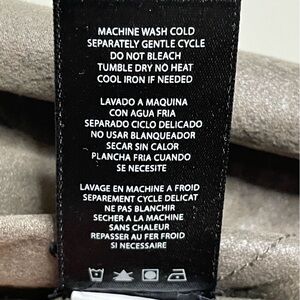 MACHINE WASH COLD
SEPARATELY GENTLE CYCLE
DO NOT BLEACH
TUMBLE DRY NO HEAT
COOL IRON IF NEEDED
LAVADO A MAQUINA
CON AGUA FRIA
SEPARADO CICLO DELICADO
NO USAR BLANQUEADOR
SECAR SIN CALOR
PLANCHA FRIA CUANDO
SE NECESITE
LAVAGE EN MACHINE A FROID
SEPAREMENT CYCLE DELICAT
NE PAS BLANCHIR
SECHER A LA MACHINE
SANS CHALEUR
REPASSER AU FER FROID
SI NECESSAIRE